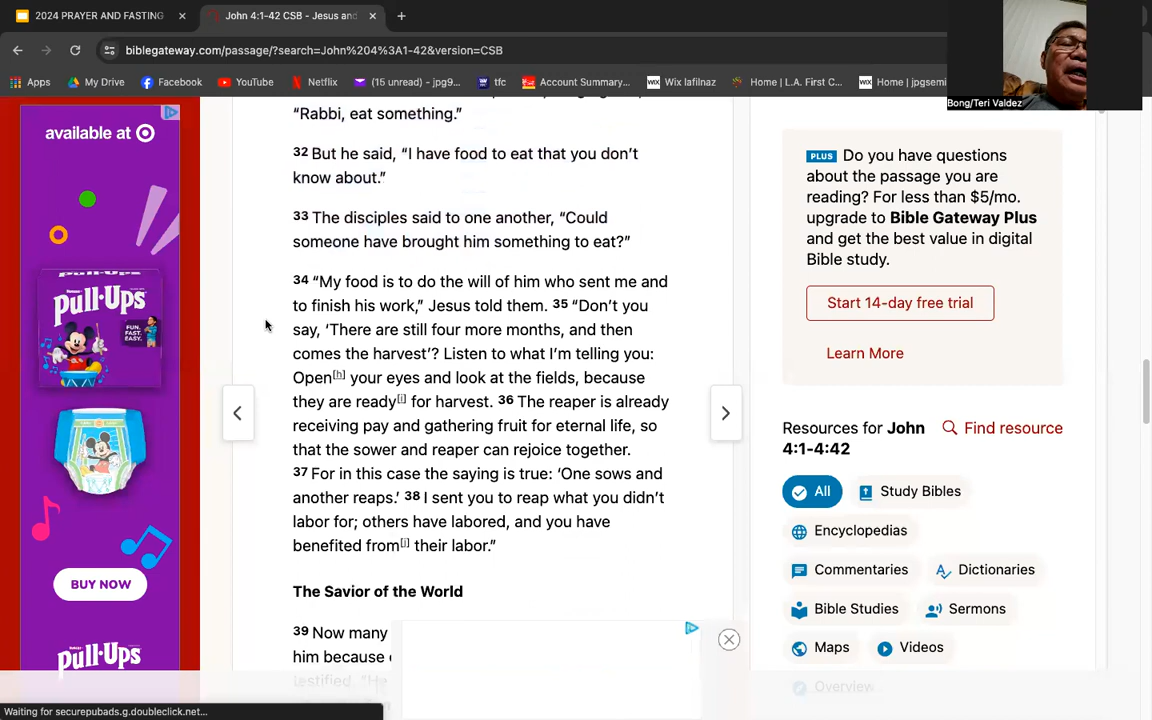 2024 PRAYER AND FASTING
John 4:1-42 CSB - Jesus and
biblegateway.com/passage/?search=John%204%3A1-42&version=CSB
Apps
My Drive
Facebook
YouTube
Netflix
(15 unread) - jpg9...
tfc
Account Summary...
WIX Wix lafilnaz
Home | L.A. First C...
WIX Home | jpgsemi
Bong/Teri Valdez
available at
PULL-UPS
Pull·Ups
FUN.
FAST.
EASY.
BUY NOW
Pull·Ups
“Rabbi, eat something.”
32 But he said, “I have food to eat that you don’t
know about.”
33 The disciples said to one another, “Could
someone have brought him something to eat?”
34 “My food is to do the will of him who sent me and
to finish his work,” Jesus told them. 35 “Don’t you
say, ‘There are still four more months, and then
comes the harvest’? Listen to what I’m telling you:
Open[h] your eyes and look at the fields, because
they are ready[i] for harvest. 36 The reaper is already
receiving pay and gathering fruit for eternal life, so
that the sower and reaper can rejoice together.
37 For in this case the saying is true: ‘One sows and
another reaps.’ 38 I sent you to reap what you didn’t
labor for; others have labored, and you have
benefited from[j] their labor.”
The Savior of the World
39 Now many
him because
testified, “He
PLUS Do you have questions
about the passage you are
reading? For less than $5/mo.
upgrade to Bible Gateway Plus
and get the best value in digital
Bible study.
Start 14-day free trial
Learn More
Resources for John
4:1-4:42
Find resource
All
Study Bibles
Encyclopedias
Commentaries
Dictionaries
Bible Studies
Sermons
Maps
Videos
Overview
Waiting for securepubads.g.doubleclick.net...